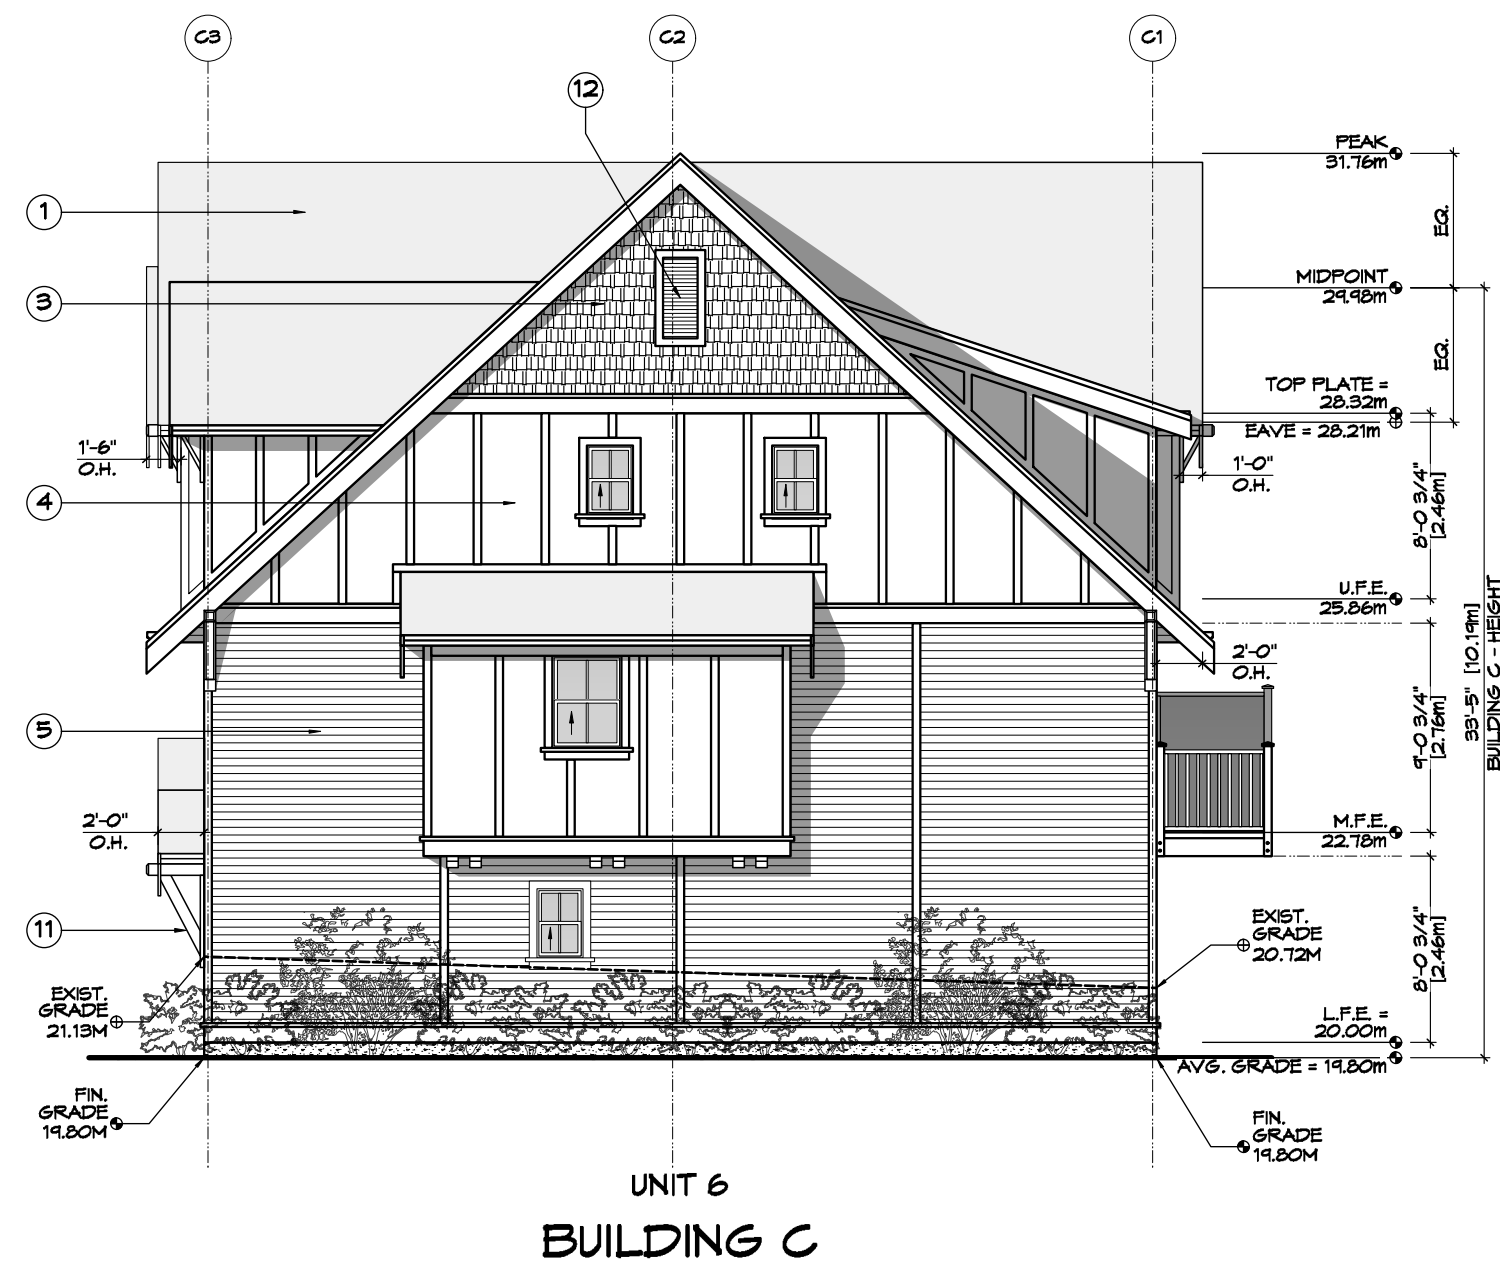 C3
C2
C1
12
PEAK
31.76m
1
EQ.
MIDPOINT
29.98m
3
EQ.
TOP PLATE =
28.32m
EAVE = 28.21m
1'-6"
O.H.
1'-0"
O.H.
4
8'-0 3/4"
[2.46m]
U.F.E.
25.86m
33'-5" [10.19m]
BUILDING C - HEIGHT
2'-0"
O.H.
5
9'-0 3/4"
[2.76m]
2'-0"
O.H.
M.F.E.
22.78m
11
EXIST.
GRADE
20.72M
8'-0 3/4"
[2.46m]
EXIST.
GRADE
21.13M
L.F.E. =
20.00m
AVG. GRADE = 19.80m
FIN.
GRADE
19.80M
FIN.
GRADE
19.80M
UNIT 6
BUILDING C